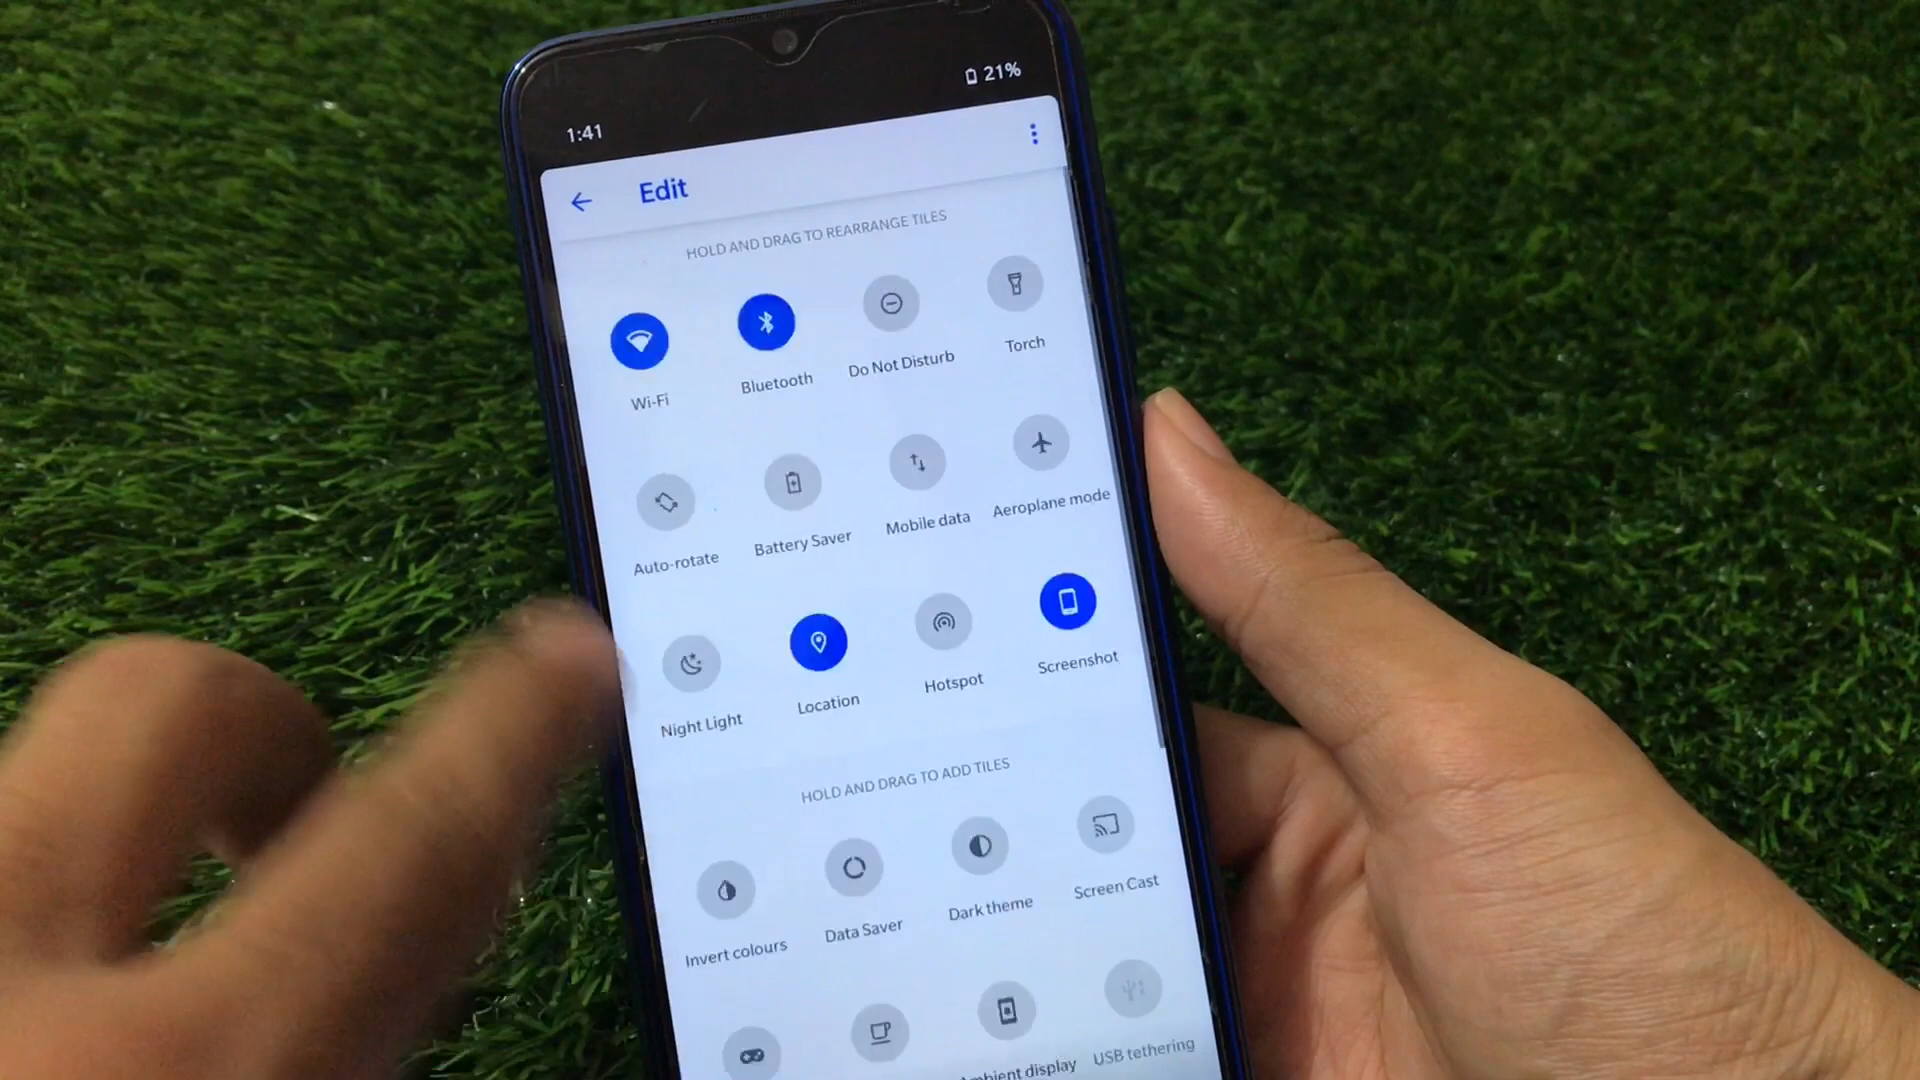 1:41
21%
Edit
HOLD AND DRAG TO REARRANGE TILES
Wi-Fi
Bluetooth
Do Not Disturb
Torch
Auto-rotate
Battery Saver
Mobile data
Aeroplane mode
Night Light
Location
Hotspot
Screenshot
HOLD AND DRAG TO ADD TILES
Invert colours
Data Saver
Dark theme
Screen Cast
Ambient display
USB tethering